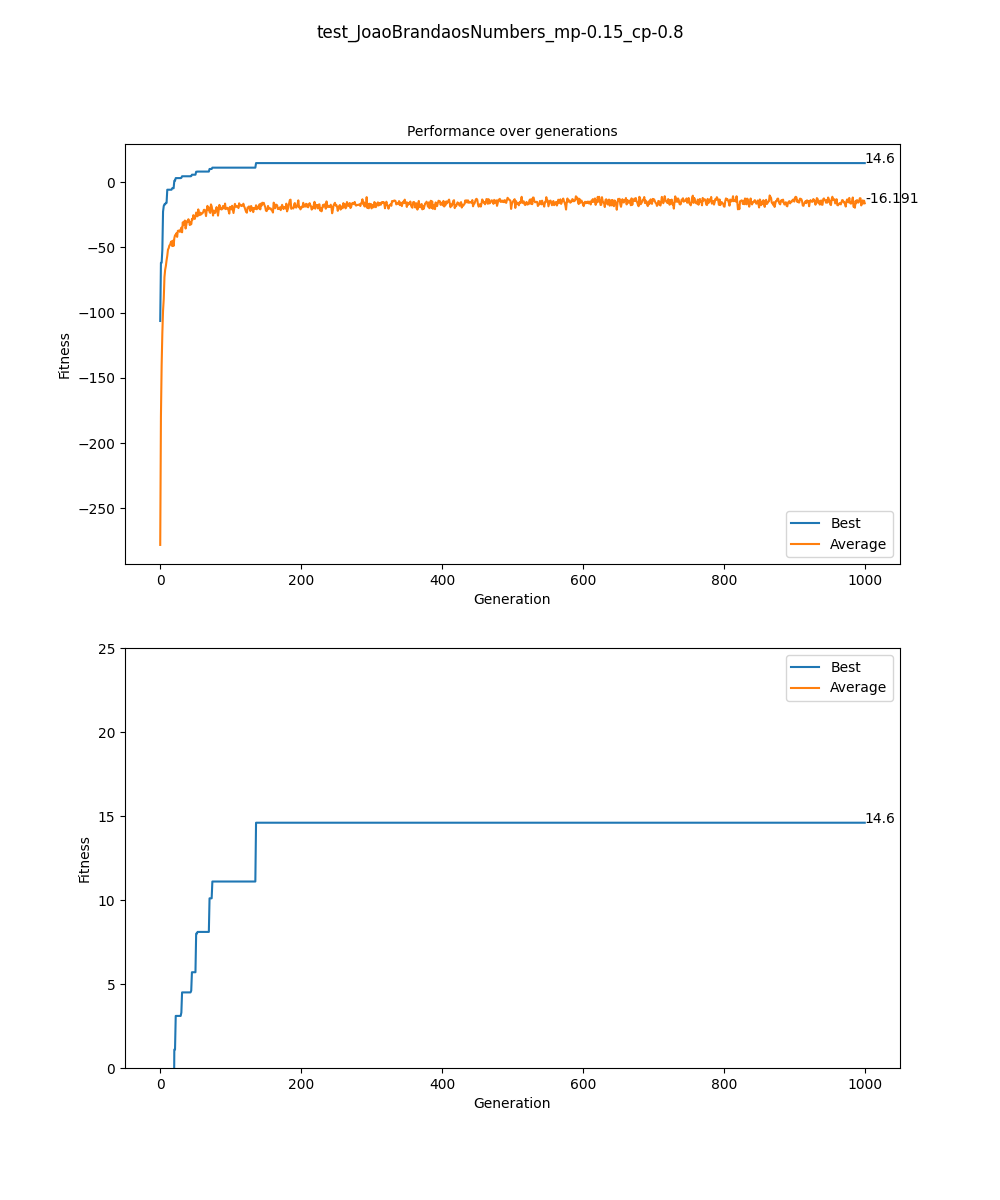 test_JoaoBrandaosNumbers_mp-0.15_cp-0.8
Performance over generations
14.6
-16.191
0
−50
−100
−150
−200
−250
Fitness
Best
Average
0 200 400 600 800 1000
Generation
25
20
15
10
5
0
Fitness
Best
Average
14.6
0 200 400 600 800 1000
Generation